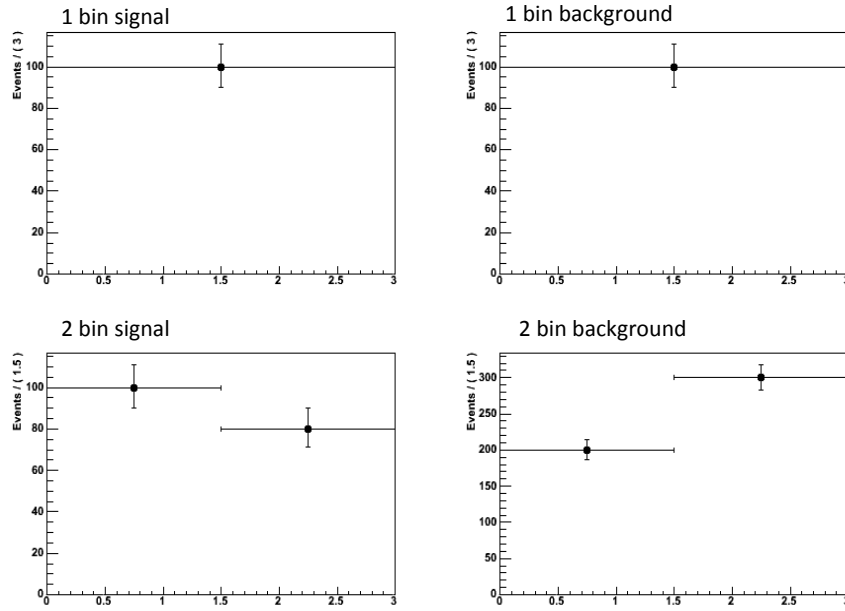 1 bin signal
Events / ( 3 )
100
80
60
40
20
0
0 0.5 1 1.5 2 2.5 3
1 bin background
Events / ( 3 )
100
80
60
40
20
0
0 0.5 1 1.5 2 2.5 3
2 bin signal
Events / ( 1.5 )
100
80
60
40
20
0
0 0.5 1 1.5 2 2.5 3
2 bin background
Events / ( 1.5 )
300
250
200
150
100
50
0
0 0.5 1 1.5 2 2.5 3